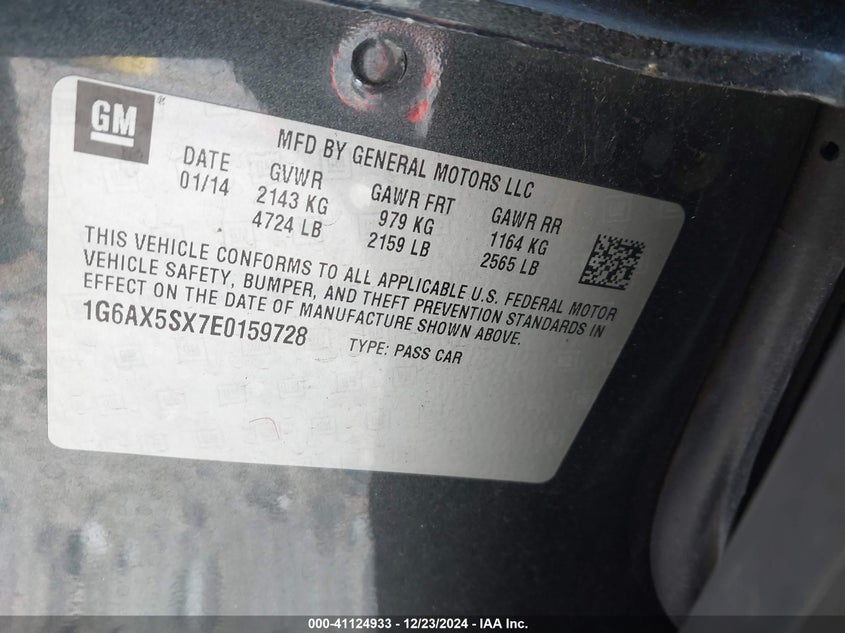 GM
MFD BY GENERAL MOTORS LLC
DATE GVWR GAWR FRT GAWR RR
01/14 2143 KG 979 KG 1164 KG
4724 LB 2159 LB 2565 LB
THIS VEHICLE CONFORMS TO ALL APPLICABLE U.S. FEDERAL MOTOR
VEHICLE SAFETY, BUMPER, AND THEFT PREVENTION STANDARDS IN
EFFECT ON THE DATE OF MANUFACTURE SHOWN ABOVE.
1G6AX5SX7E0159728 TYPE: PASS CAR
000-41124933 - 12/23/2024 - IAA Inc.